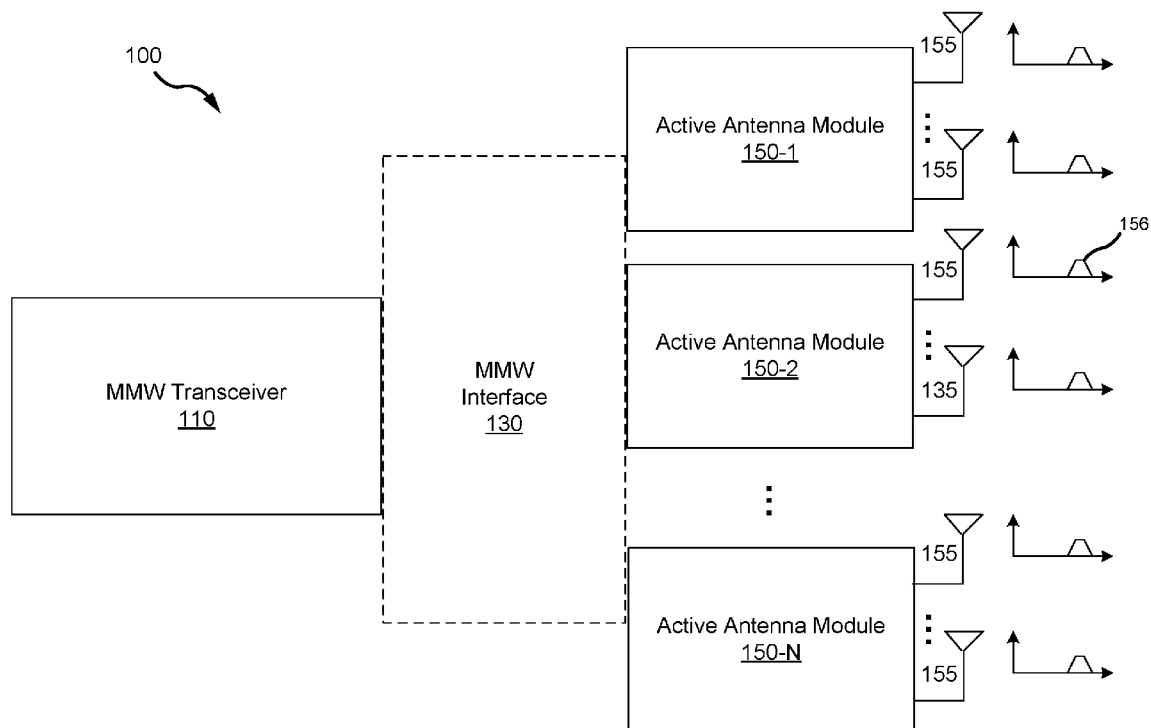 100
MMW Transceiver
110
MMW
Interface
130
Active Antenna Module
150-1
155
155
Active Antenna Module
150-2
155
135
156
Active Antenna Module
150-N
155
155